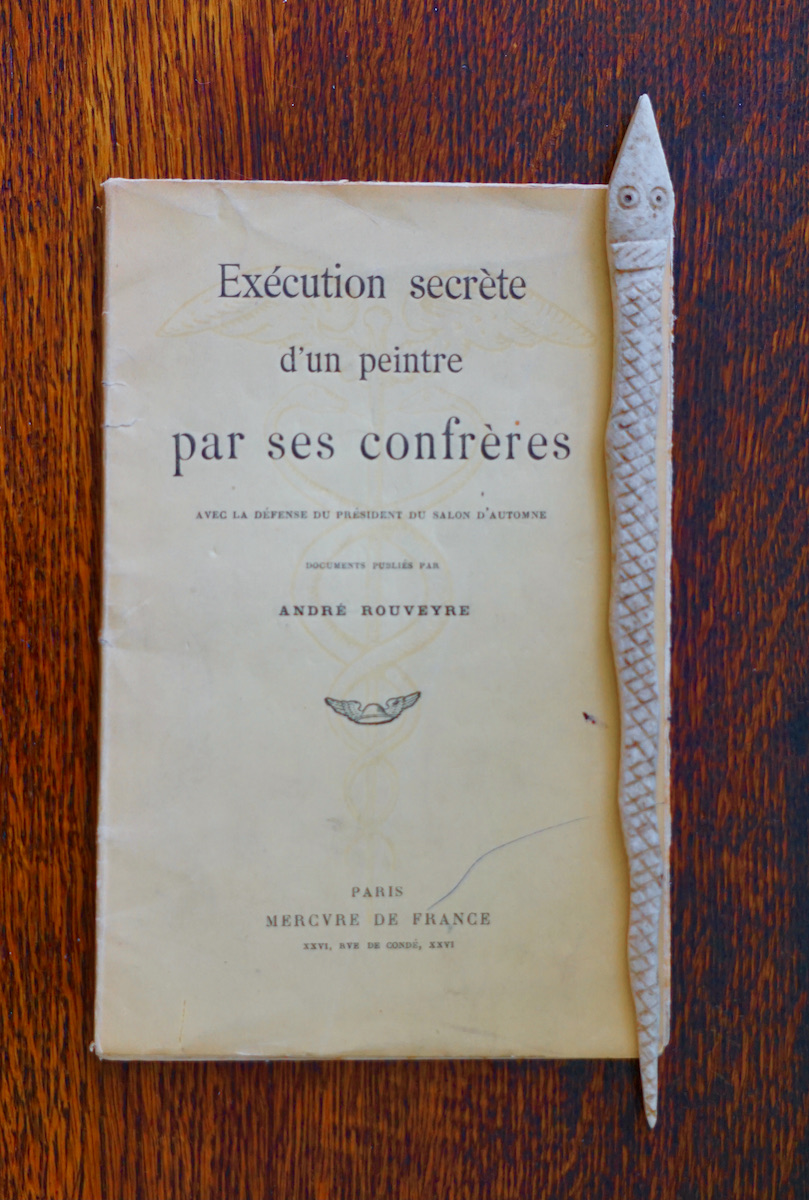 Exécution secrète
d'un peintre
par ses confrères
AVEC LA DÉFENSE DU PRÉSIDENT DU SALON D'AUTOMNE
DOCUMENTS PUBLIÉS PAR
ANDRÉ ROUVEYRE
PARIS
MERCVRE DE FRANCE
XXVI, RVE DE CONDÉ, XXVI